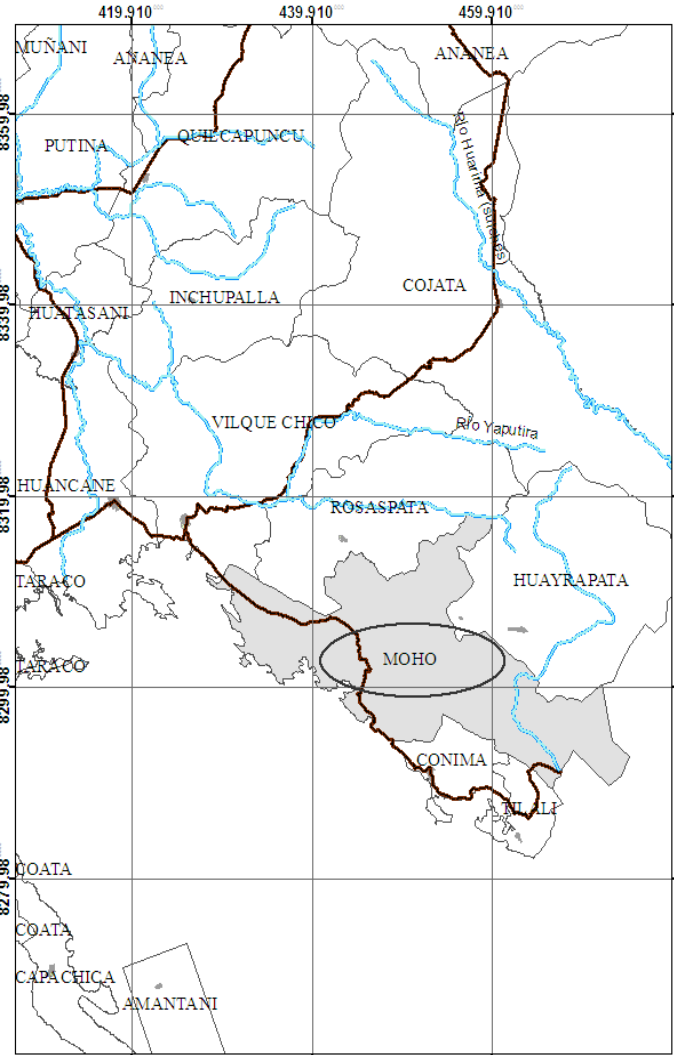 419.910 439.910 459.910
MUÑANI
ANANEA
ANANEA
8359.98
QUILCAPUNCU
PUTINA
Río Huarina (suches)
COJATA
INCHUPALLA
8339.98
HUATASANI
VILQUE CHICO
Río Yaputira
HUANCANE
8319.98
ROSASPATA
TARACO
HUAYRAPATA
MOHO
TARACO
8299.98
CONIMA
TILALI
COATA
8279.98
COATA
CAPACHICA
AMANTANI